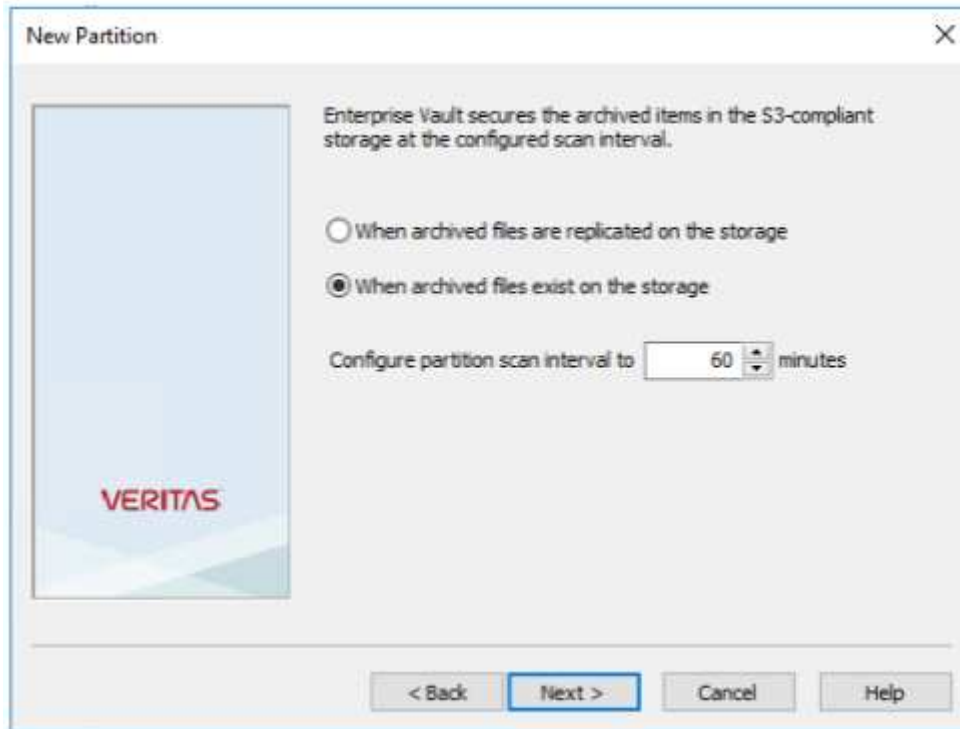 New Partition
Enterprise Vault secures the archived items in the S3-compliant
storage at the configured scan interval.
When archived files are replicated on the storage
When archived files exist on the storage
Configure partition scan interval to 60 minutes
VERITAS
< Back Next > Cancel Help